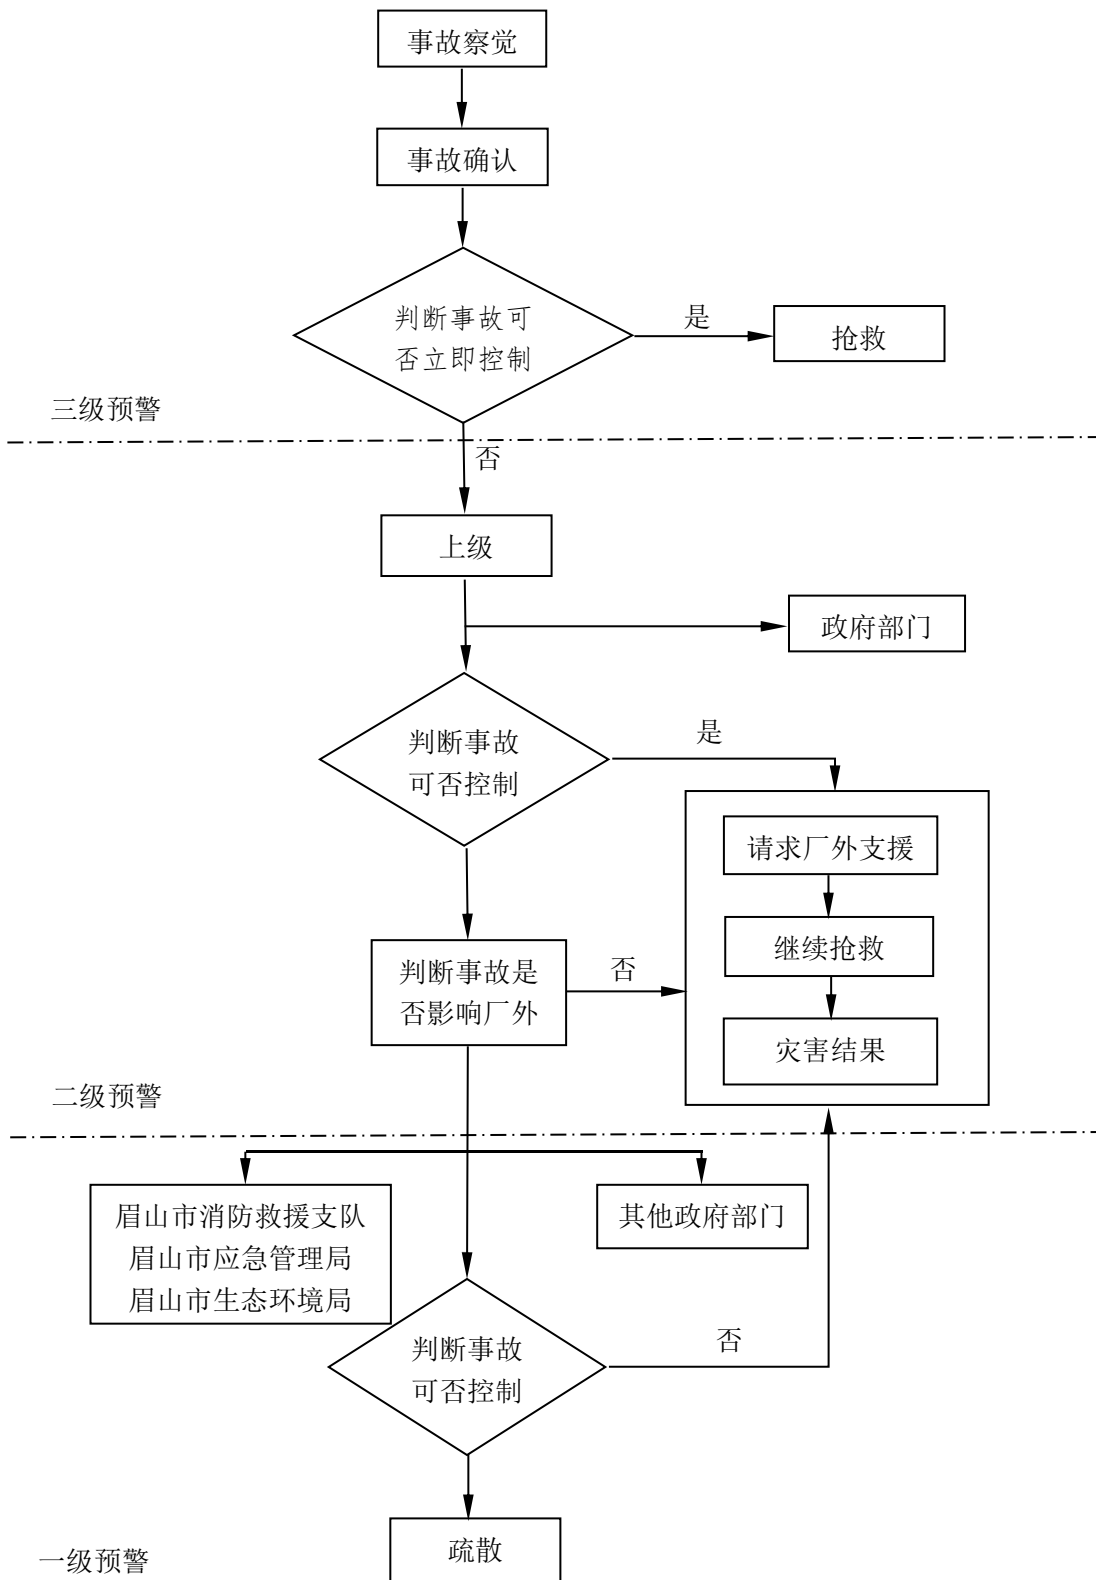 事故察觉
事故确认
判断事故可
否立即控制
是
抢救
三级预警
否
上级
政府部门
判断事故
可否控制
是
请求厂外支援
继续抢救
灾害结果
判断事故是
否影响厂外
否
二级预警
眉山市消防救援支队
眉山市应急管理局
眉山市生态环境局
其他政府部门
判断事故
可否控制
否
疏散
一级预警